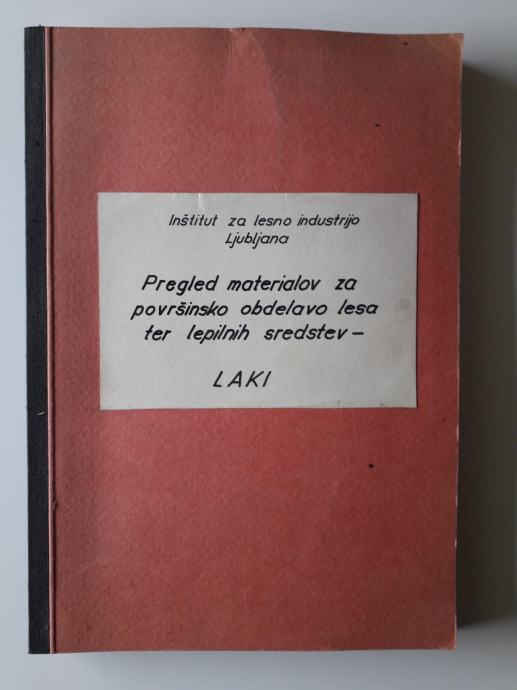 Inštitut za lesno industrijo
Ljubljana
Pregled materialov za
površinsko obdelavo lesa
ter lepilnih sredstev –
LAKI